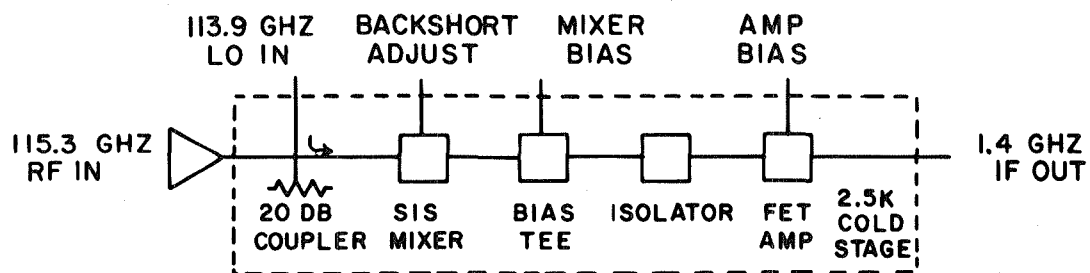 113.9 GHZ
LO IN
BACKSHORT
ADJUST
MIXER
BIAS
AMP
BIAS
115.3 GHZ
RF IN
1.4 GHZ
IF OUT
20 DB
COUPLER
SIS
MIXER
BIAS
TEE
ISOLATOR
FET
AMP
2.5K
COLD
STAGE